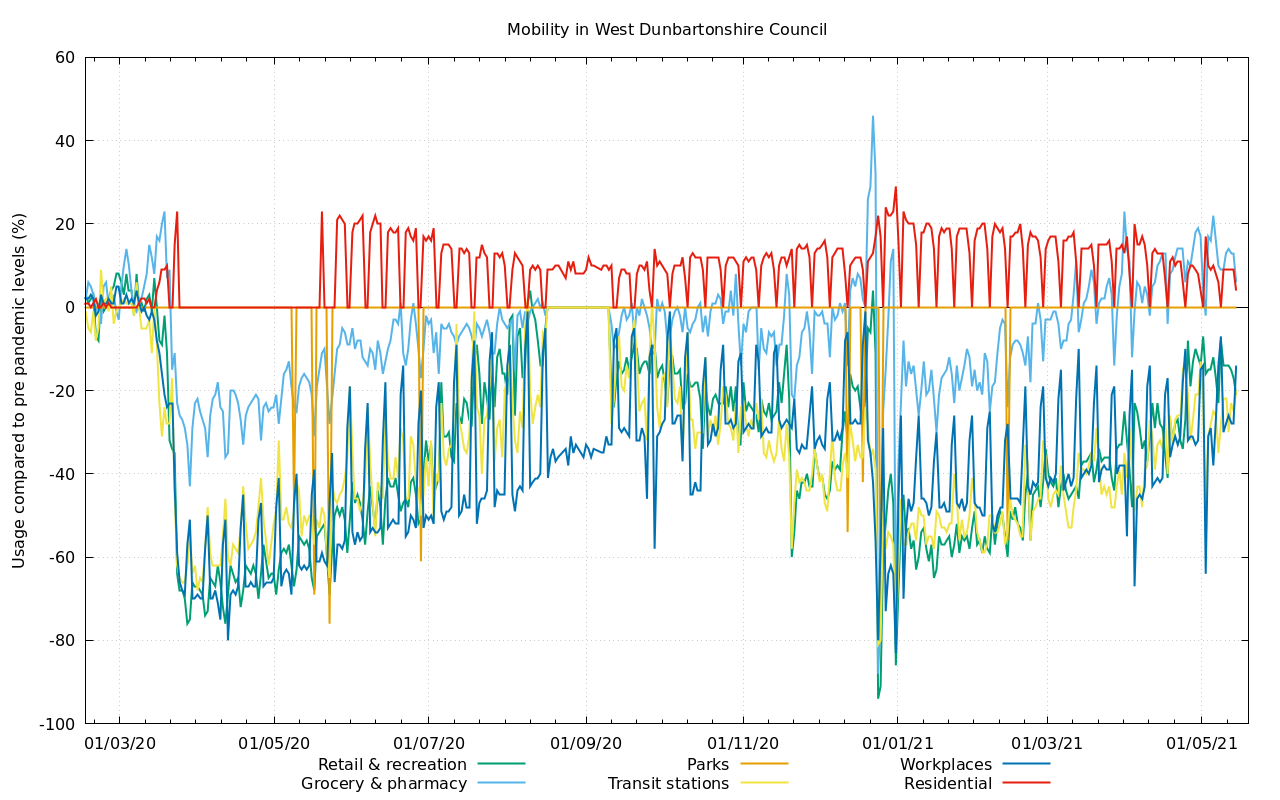 Mobility in West Dunbartonshire Council
Usage compared to pre pandemic levels (%)
60
40
20
0
-20
-40
-60
-80
-100
01/03/20 01/05/20 01/07/20 01/09/20 01/11/20 01/01/21 01/03/21 01/05/21
Retail & recreation Parks Workplaces
Grocery & pharmacy Transit stations Residential